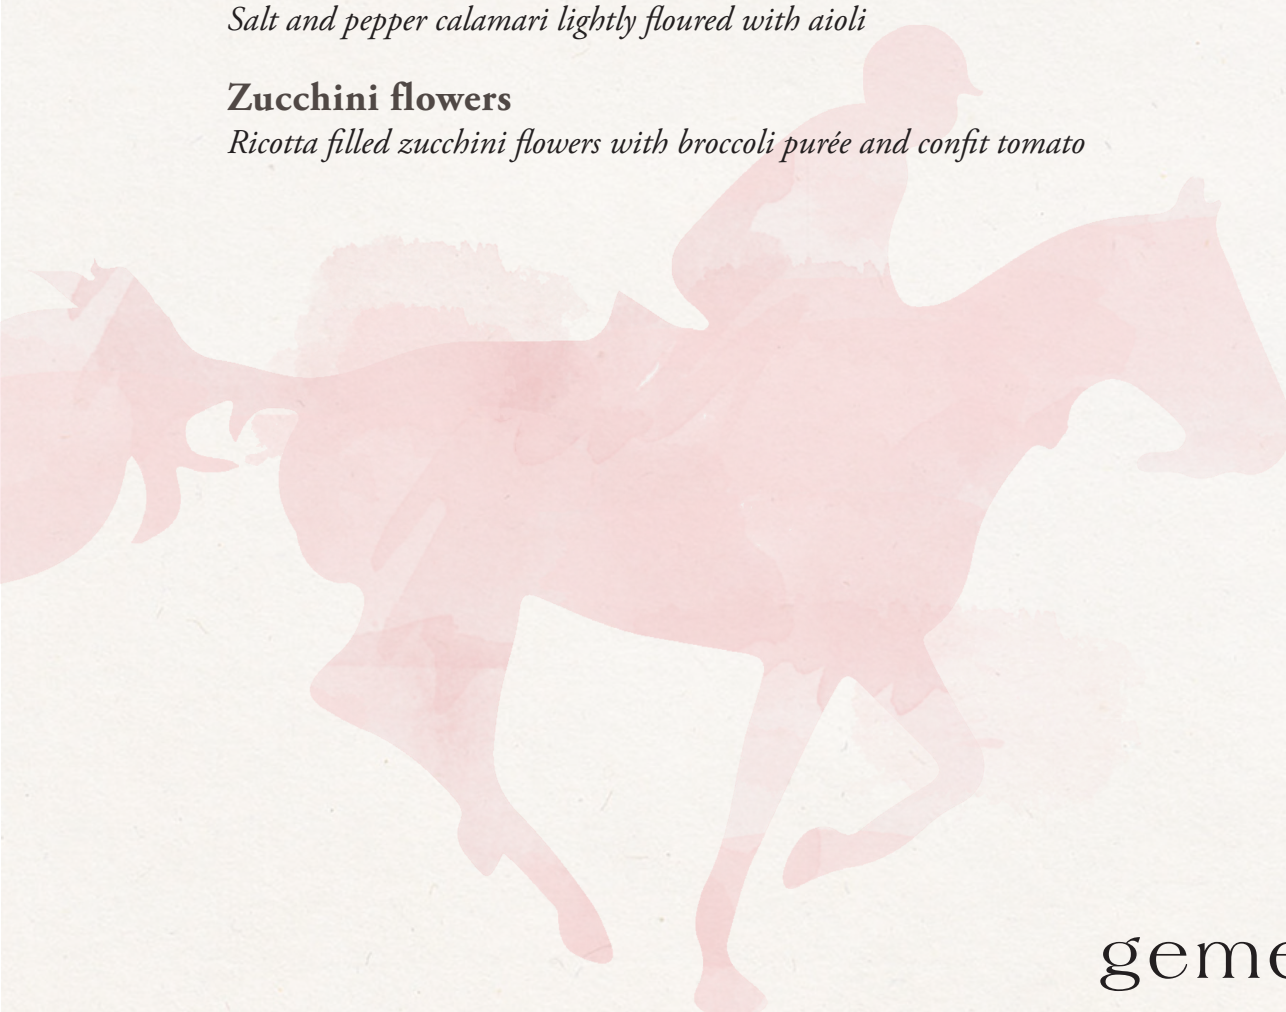 Salt and pepper calamari lightly floured with aioli
Zucchini flowers
Ricotta filled zucchini flowers with broccoli purée and confit tomato
geme